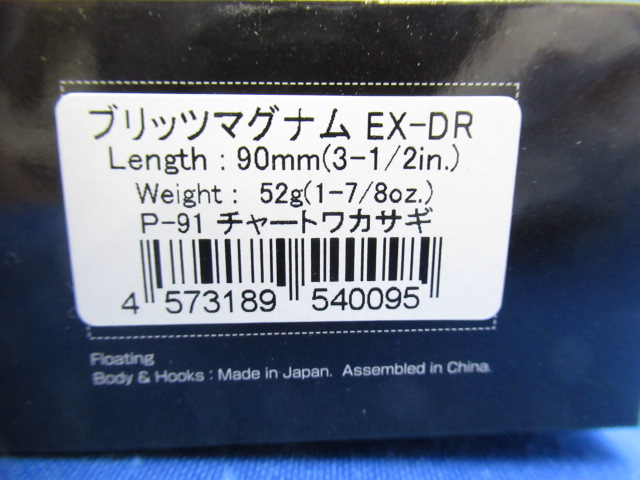 ブリッツマグナム EX-DR
Length : 90mm(3-1/2in.)
Weight : 52g(1-7/8oz.)
P-91 チャートワカサギ
4 573189 540095
Floating
Body & Hooks : Made in Japan. Assembled in China.